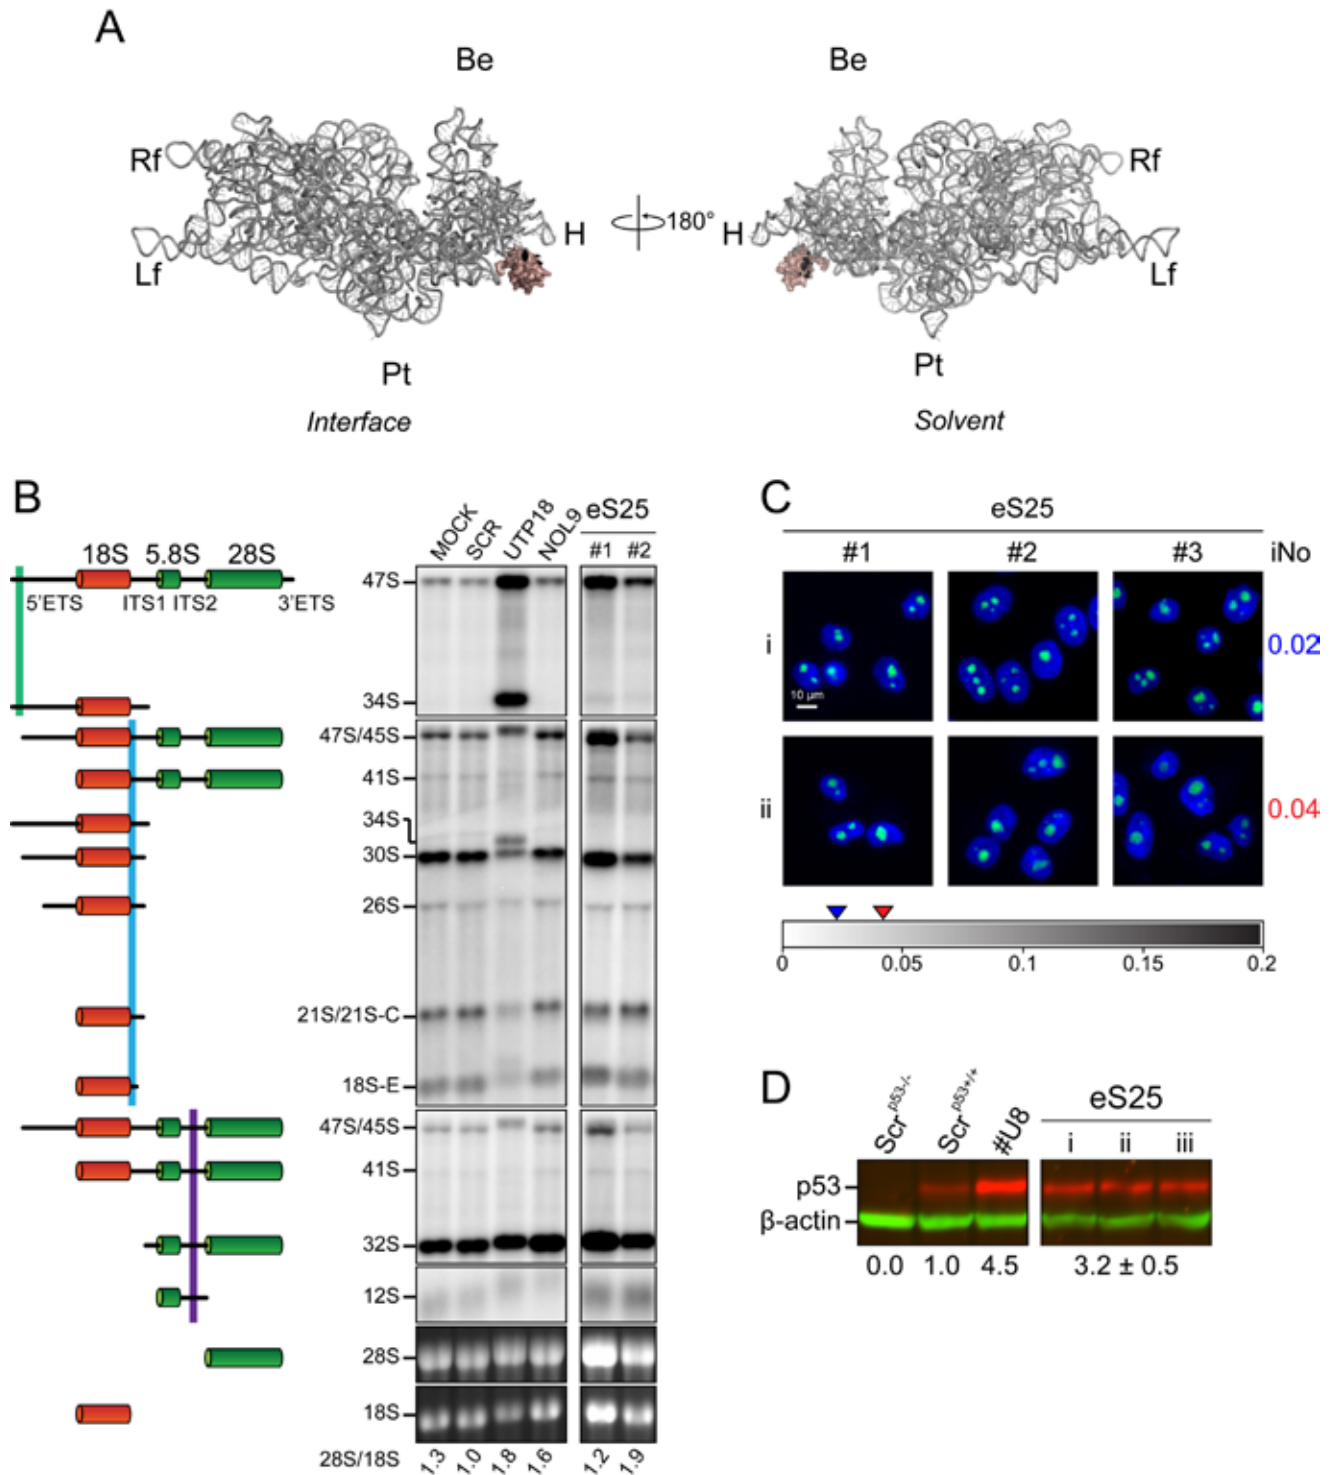 A
Be
Be
Rf
Rf
H
180°
H
Lf
Lf
Pt
Pt
Interface
Solvent
B
18S
5.8S
28S
5'ETS
ITS1
ITS2
3'ETS
MOCK
SCR
UTP18
NOL9
eS25
#1
#2
47S
34S
47S/45S
41S
34S
30S
26S
21S/21S-C
18S-E
47S/45S
41S
32S
12S
28S
18S
28S/18S
1.3
1.0
1.8
1.6
1.2
1.9
C
eS25
#1
#2
#3
iNo
i
10 µm
0.02
ii
0.04
0
0.05
0.1
0.15
0.2
D
Scr p53-/-
Scr p53+/+
#U8
eS25
i
ii
iii
p53
β-actin
0.0
1.0
4.5
3.2 ± 0.5